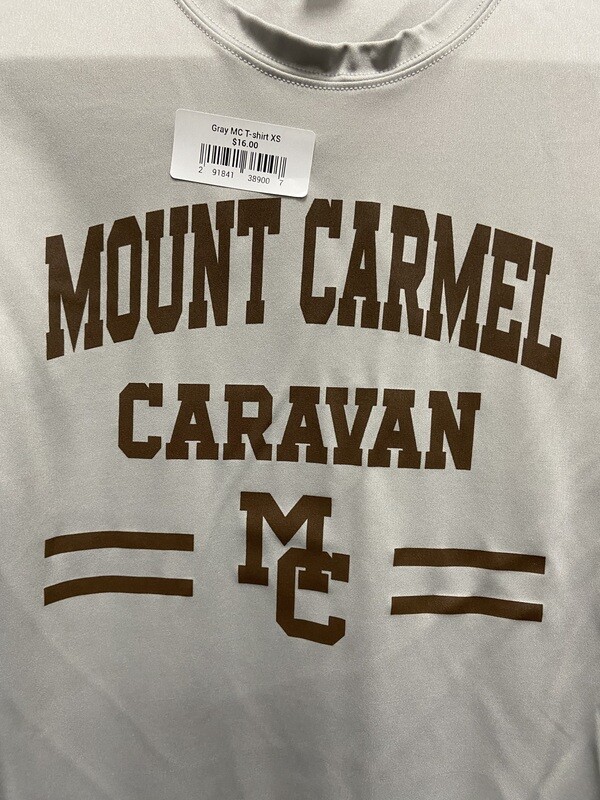 Gray MC T-shirt XS
$16.00
2 91841 38900 7
MOUNT CARMEL
CARAVAN
MC